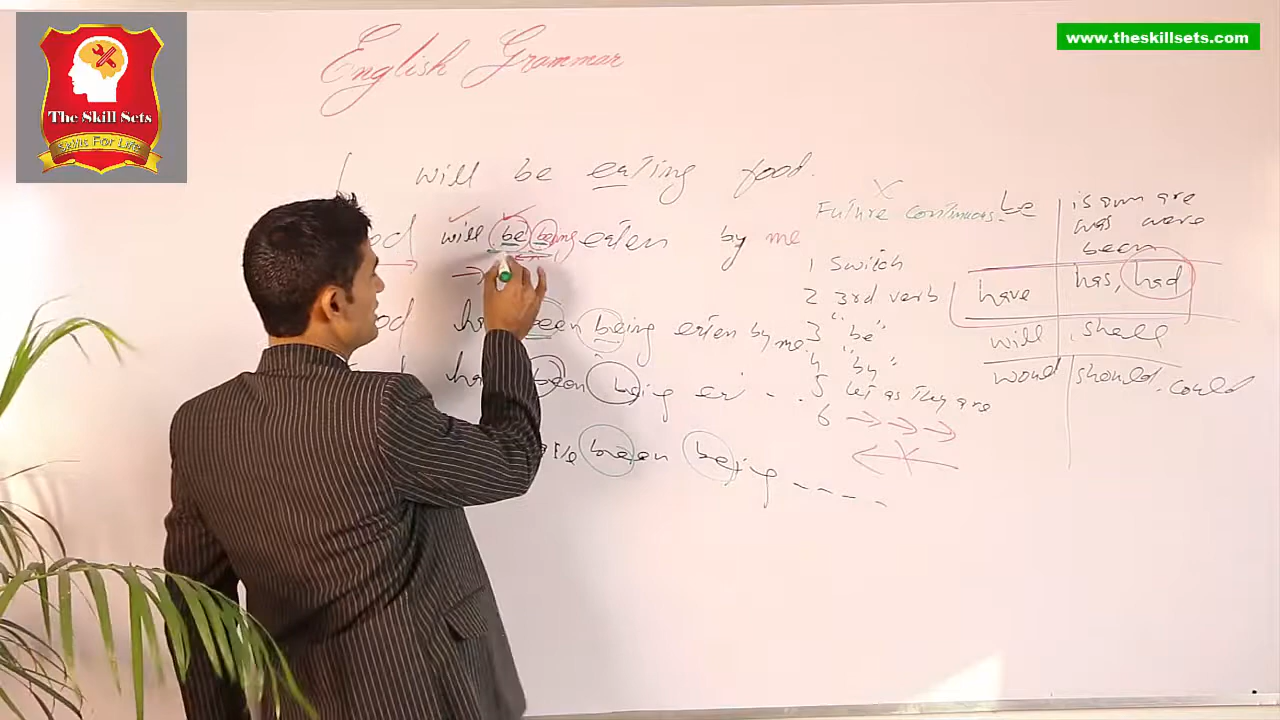 The Skill Sets
Skills For Life
www.theskillsets.com
English Grammar
I will be eating food.
will be being eaten by me
been being eaten by me
been being
been being ----
X
Future continuous
1 Switch
2 3rd verb
3 "be"
4 "by"
5 let as they are
6 → → →
be is am are
was were
been
have has, had
will, shall
would should, could